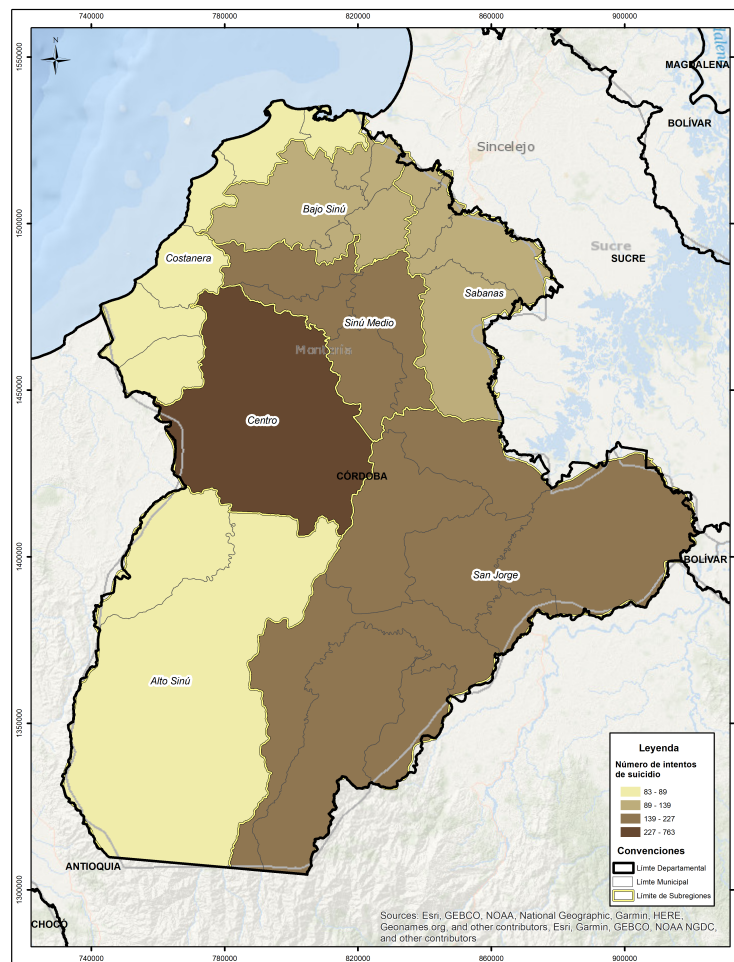 740000 780000 820000 860000 900000
1550000
1500000
1450000
1400000
1350000
1300000
N
MAGDALENA
BOLÍVAR
Sincelejo
Bajo Sinú
Sucre
SUCRE
Costanera
Sabanas
Sinú Medio
Centro
CÓRDOBA
San Jorge
BOLÍVAR
Alto Sinú
ANTIOQUIA
CHOCÓ
Leyenda
Número de intentos
de suicidio
83 - 89
89 - 139
139 - 227
227 - 763
Convenciones
Límte Departamental
Límte Municipal
Límite de Subregiones
Sources: Esri, GEBCO, NOAA, National Geographic, Garmin, HERE,
Geonames.org, and other contributors, Esri, Garmin, GEBCO, NOAA NGDC,
and other contributors
740000 780000 820000 860000 900000